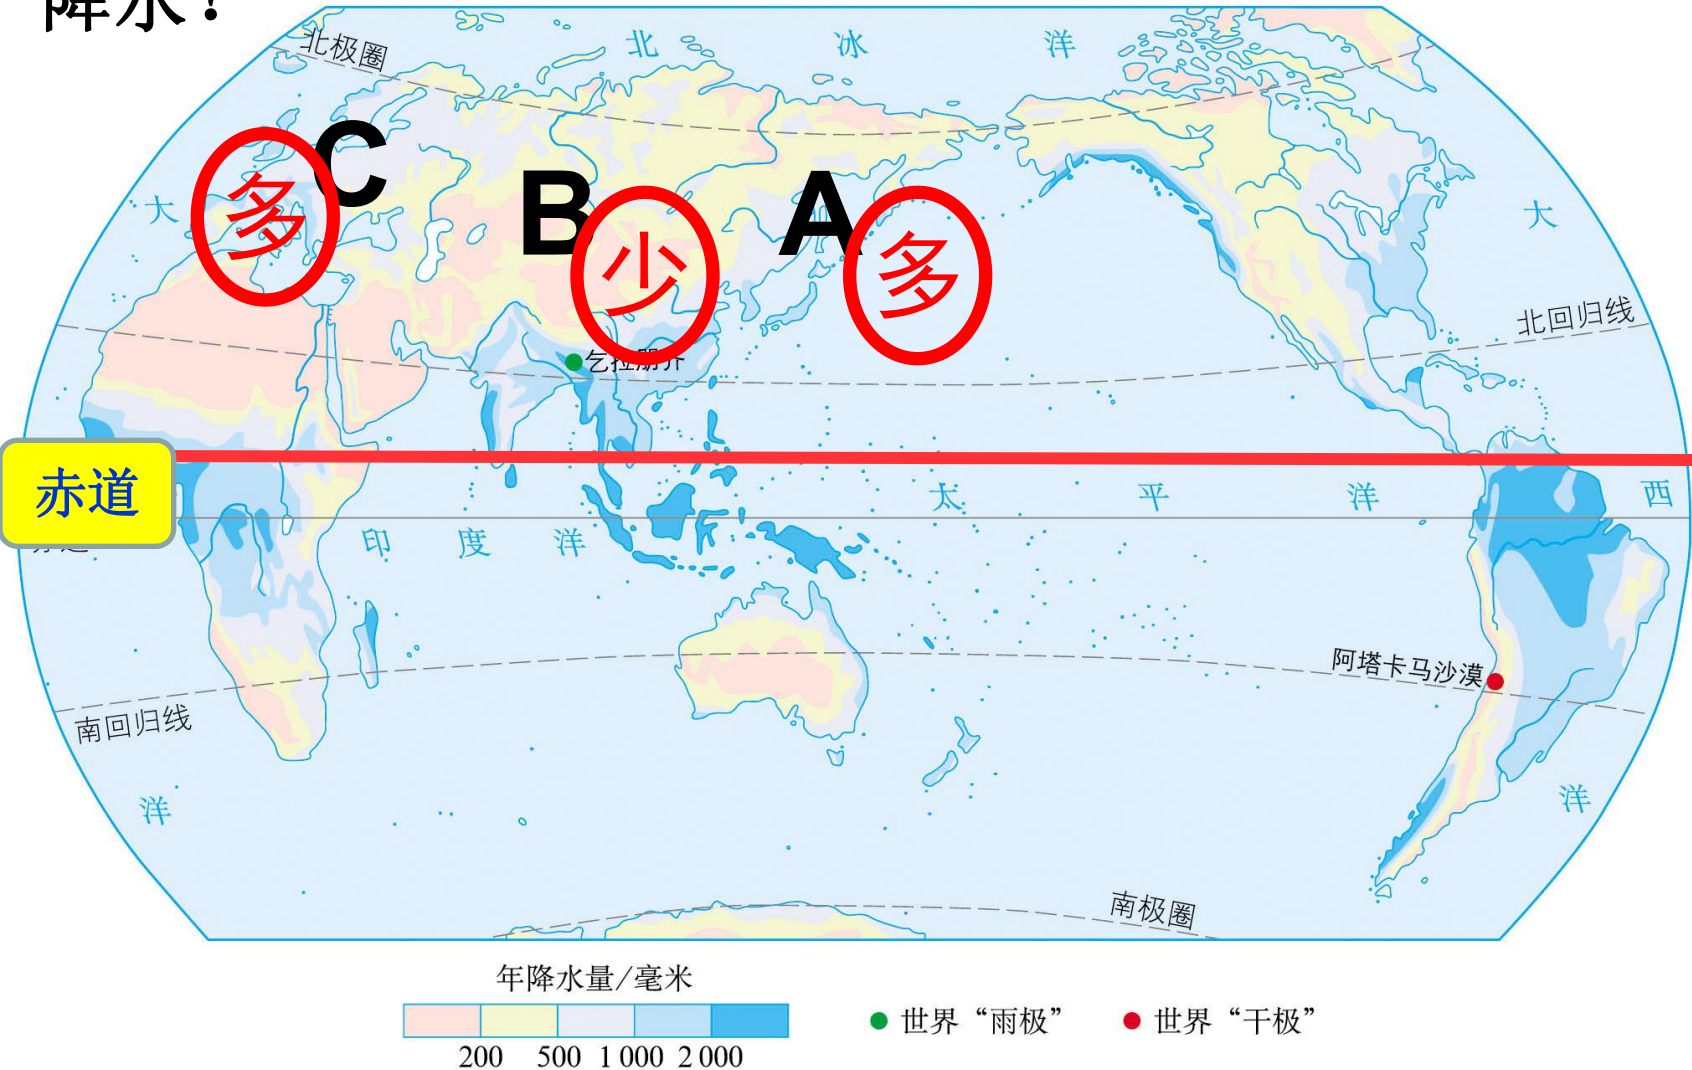 降水？
北极圈
北 冰 洋
C
B
A
多
少
多
大
大
北回归线
乞拉朋齐
赤道
太 平 洋
西
印 度 洋
阿塔卡马沙漠
南回归线
洋
洋
南极圈
年降水量/毫米
200 500 1 000 2 000
世界“雨极”
世界“干极”